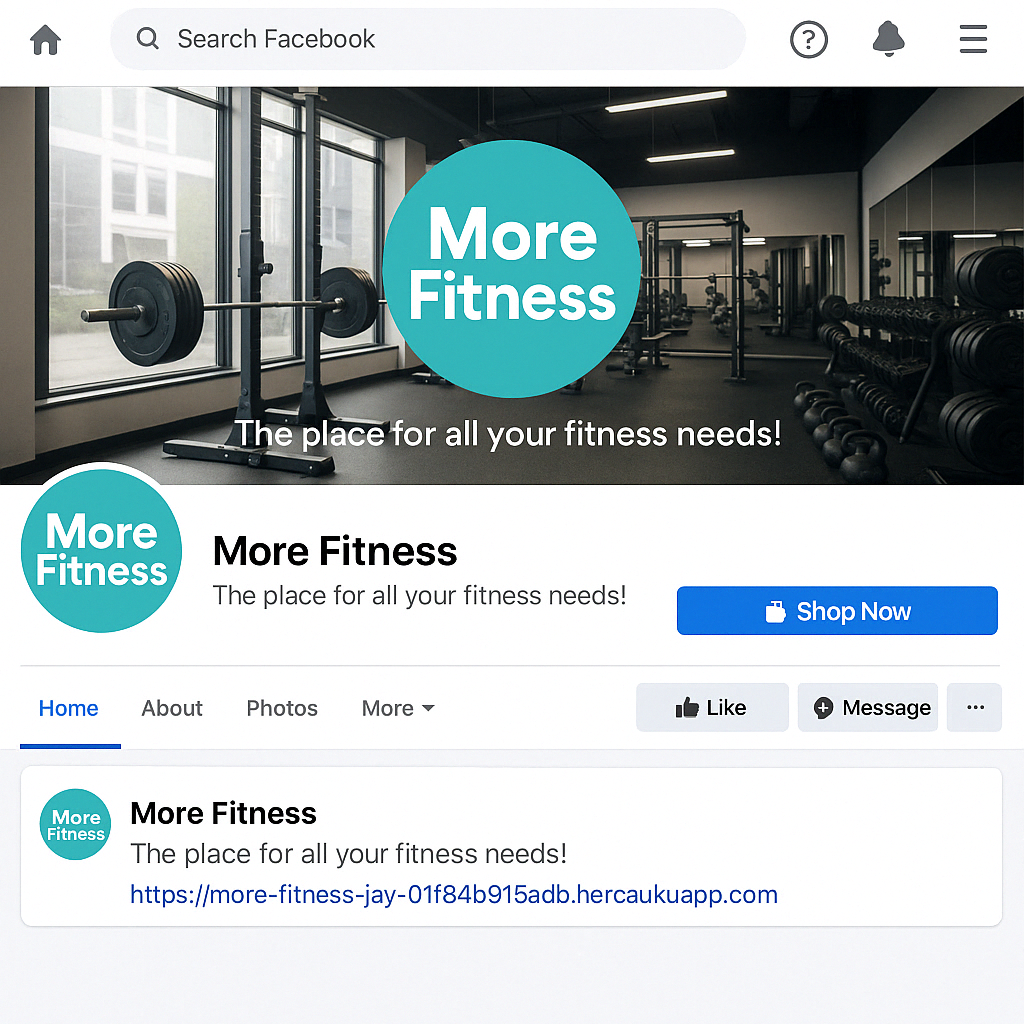 Search Facebook
More
Fitness
The place for all your fitness needs!
More
Fitness
More Fitness
The place for all your fitness needs!
Shop Now
Home
About
Photos
More
Like
Message
More
Fitness
More Fitness
The place for all your fitness needs!
https://more-fitness-jay-01f84b915adb.hercaukuapp.com